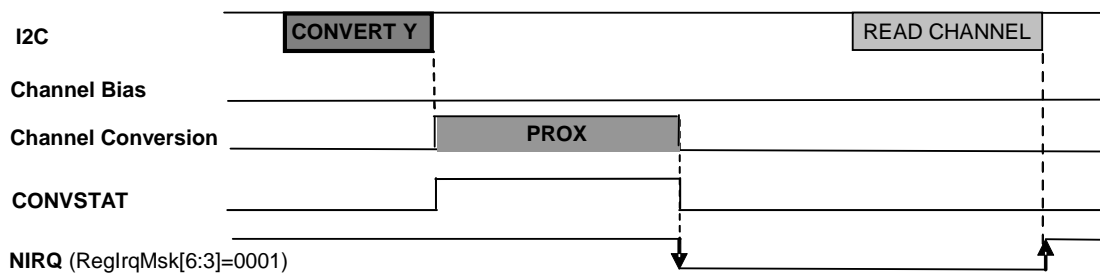 I2C CONVERT Y READ CHANNEL
Channel Bias
Channel Conversion PROX
CONVSTAT
NIRQ (RegIrqMsk[6:3]=0001)